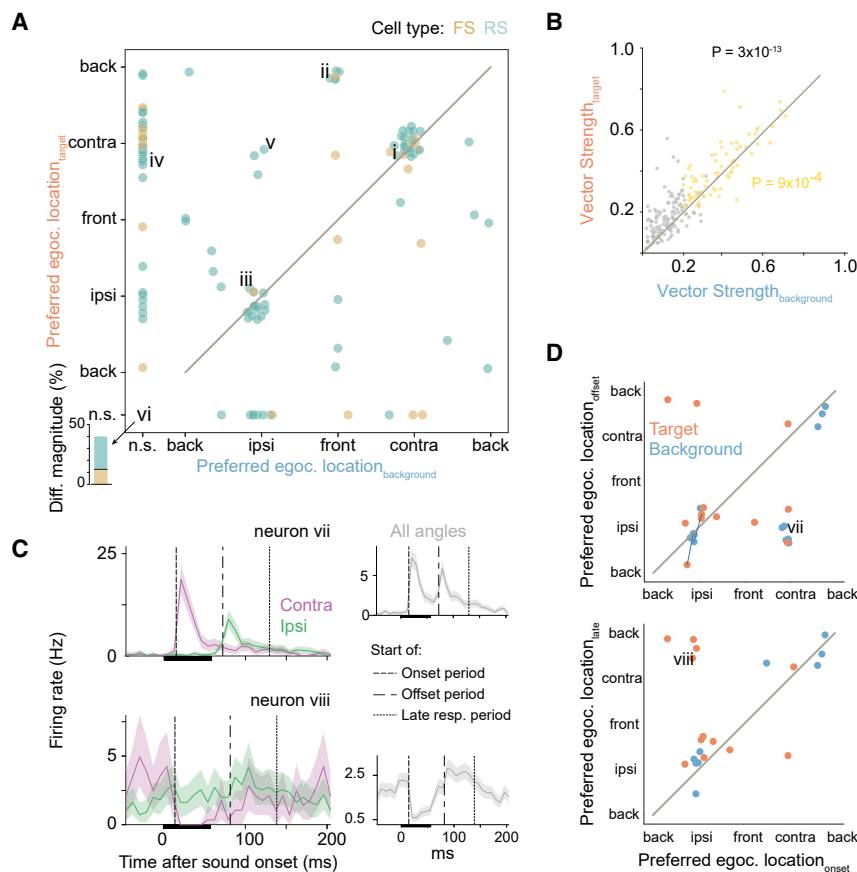 A
Cell type: FS RS
back
contra
front
ipsi
back
n.s.
Preferred egoc. location target
i
ii
iii
iv
v
vi
50
0
Diff. magnitude (%)
n.s. back ipsi front contra back
Preferred egoc. location background
B
1.0
0.6
0.2
P = 3x10-13
P = 9x10-4
Vector Strength target
0.2 0.6 1.0
Vector Strength background
C
neuron vii
25
0
Contra
Ipsi
All angles
5
0
Start of:
Onset period
Offset period
Late resp. period
neuron viii
5
0
Firing rate (Hz)
0 100 200
Time after sound onset (ms)
2.5
0.5
0 100 200
ms
D
back
contra
front
ipsi
back
Preferred egoc. location offset
Target
Background
vii
back ipsi front contra back
back
contra
front
ipsi
back
Preferred egoc. location late
viii
back ipsi front contra back
Preferred egoc. location onset